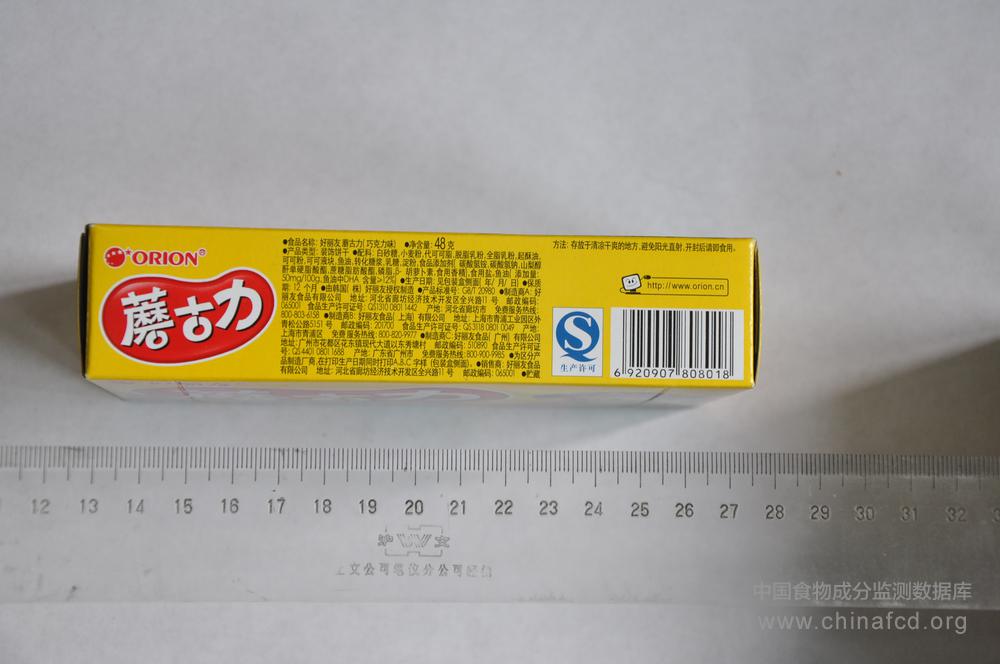 ORION®
蘑古力
●食品名称: 好丽友 蘑古力( 巧克力味) ●净含量: 48 克
●产品类型: 装饰饼干 ●配料: 白砂糖, 小麦粉, 代可可脂, 脱脂乳粉, 全脂乳粉, 起酥油,
可可粉, 可可液块, 鱼油, 转化糖浆, 乳糖, 淀粉, 食品添加剂( 碳酸氢铵, 碳酸氢钠, 山梨醇
酐单硬脂酸酯, 蔗糖脂肪酸酯, 磷脂, β- 胡萝卜素, 食用香精), 食用盐, 鱼油( 添加量:
50mg/100g, 鱼油中DHA 含量≥12%) ●生产日期: 见包装盒侧面( 年/ 月/ 日) ●保质
期: 12 个月 ●由韩国( 株) 好丽友授权制造 ●产品标准号: GB/T 20980 ●制造商A: 好
丽友食品有限公司 地址: 河北省廊坊经济技术开发区全兴路11 号 邮政编码:
065001 食品生产许可证号: QS1310 0801 1442 产地: 河北省廊坊市 免费服务热线:
800-803-6158 ●制造商B: 好丽友食品( 上海) 有限公司 地址: 上海市青浦工业园区外
青松公路5151 号 邮政编码: 201700 食品生产许可证号: QS3118 0801 0049 产地:
上海市青浦区 免费服务热线: 800-820-9977 ●制造商C: 好丽友食品( 广州) 有限公司
地址: 广州市花都区花东镇现代大道以东秀塘村 邮政编码: 510890 食品生产许可证
号: QS4401 0801 1688 产地: 广东省广州市 免费服务热线: 800-900-9985 ●为区分产
品制造厂商, 在打印生产日期同时打印A.B.C 字样 (包装盒侧面)。●销售商: 好丽友食品
有限公司 地址: 河北省廊坊经济技术开发区全兴路11 号 邮政编码: 065001 ●贮藏
方法: 存放于清凉干爽的地方, 避免阳光直射, 开封后请即食用。
http://www.orion.cn
QS
生产许可
6 920907 808018
12 13 14 15 16 17 18 19 20 21 22 23 24 25 26 27 28 29 30 31 32
中国食物成分监测数据库
www.chinafcd.org